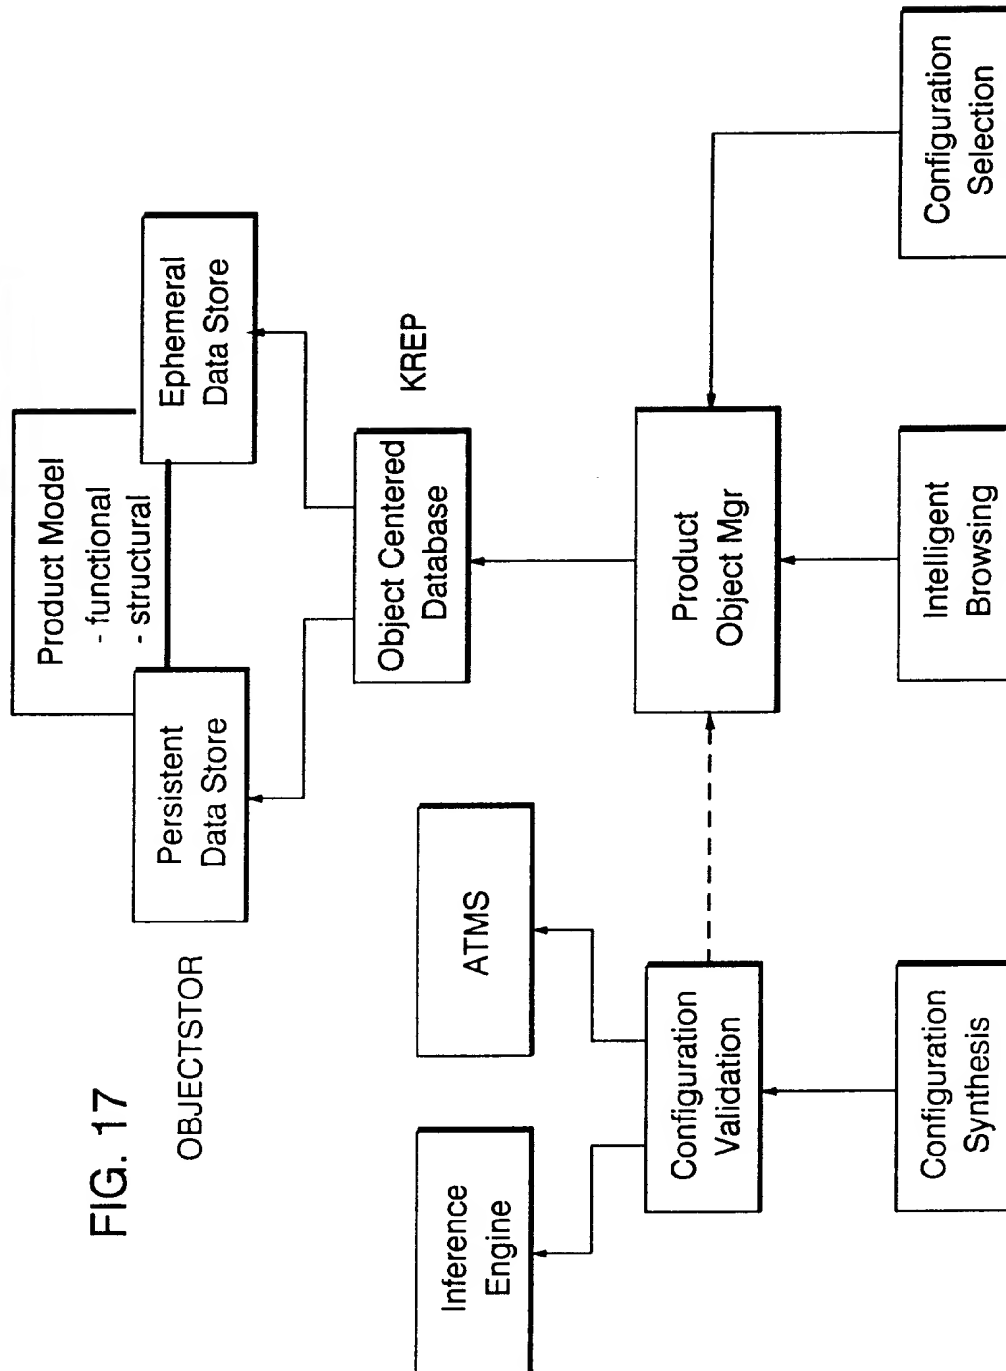 FIG. 17
OBJECTSTOR
Product Model
- functional
- structural
Persistent
Data Store
Ephemeral
Data Store
KREP
Object Centered
Database
Inference
Engine
ATMS
Configuration
Validation
Product
Object Mgr
Configuration
Synthesis
Intelligent
Browsing
Configuration
Selection